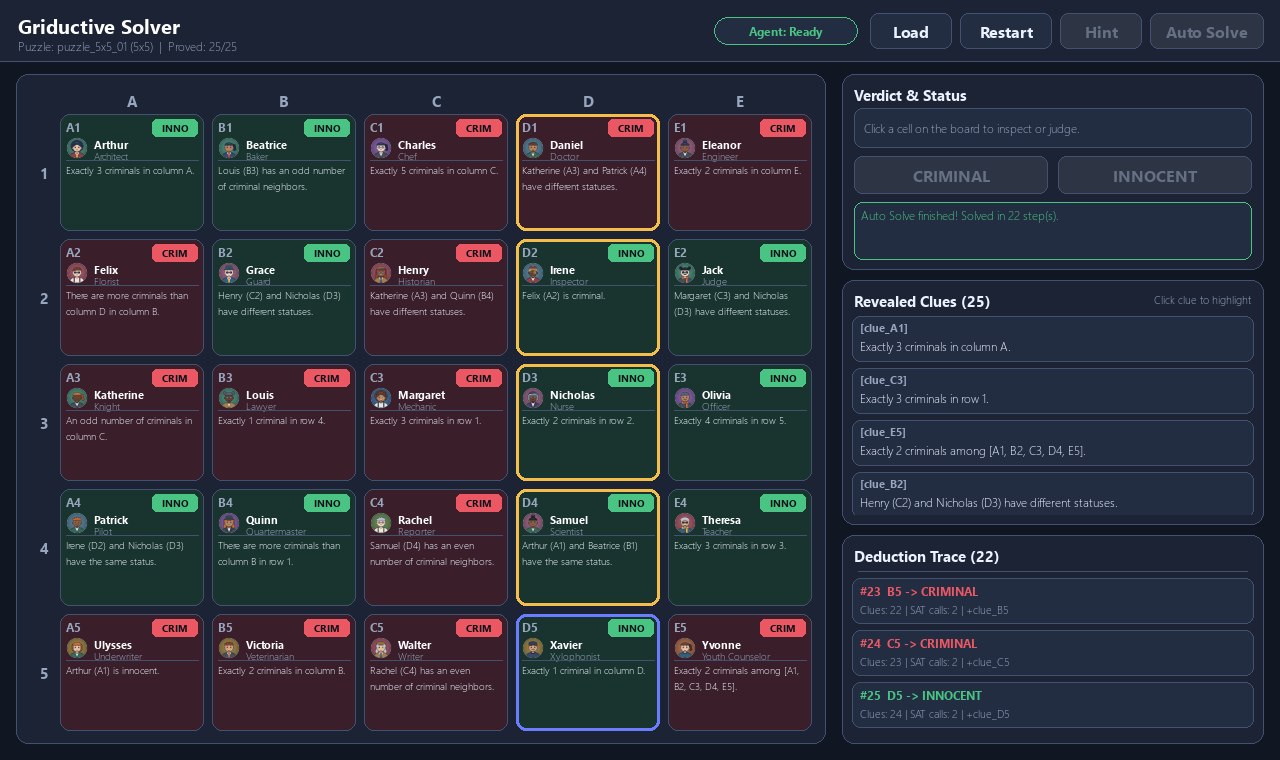 Griductive Solver
Puzzle: puzzle_5x5_01 (5x5) | Proved: 25/25
Agent: Ready
Load
Restart
Hint
Auto Solve
A
B
C
D
E
1
A1
INNO
Arthur
Architect
Exactly 3 criminals in column A.
B1
INNO
Beatrice
Baker
Louis (B3) has an odd number
of criminal neighbors.
C1
CRIM
Charles
Chef
Exactly 5 criminals in column C.
D1
CRIM
Daniel
Doctor
Katherine (A3) and Patrick (A4)
have different statuses.
E1
CRIM
Eleanor
Engineer
Exactly 2 criminals in column E.
2
A2
CRIM
Felix
Florist
There are more criminals than
column D in column B.
B2
INNO
Grace
Guard
Henry (C2) and Nicholas (D3)
have different statuses.
C2
CRIM
Henry
Historian
Katherine (A3) and Quinn (B4)
have different statuses.
D2
INNO
Irene
Inspector
Felix (A2) is criminal.
E2
INNO
Jack
Judge
Margaret (C3) and Nicholas
(D3) have different statuses.
3
A3
CRIM
Katherine
Knight
An odd number of criminals in
column C.
B3
CRIM
Louis
Lawyer
Exactly 1 criminal in row 4.
C3
CRIM
Margaret
Mechanic
Exactly 3 criminals in row 1.
D3
INNO
Nicholas
Nurse
Exactly 2 criminals in row 2.
E3
INNO
Olivia
Officer
Exactly 4 criminals in row 5.
4
A4
INNO
Patrick
Pilot
Irene (D2) and Nicholas (D3)
have the same status.
B4
INNO
Quinn
Quartermaster
There are more criminals than
column B in row 1.
C4
CRIM
Rachel
Reporter
Samuel (D4) has an even
number of criminal neighbors.
D4
INNO
Samuel
Scientist
Arthur (A1) and Beatrice (B1)
have the same status.
E4
INNO
Theresa
Teacher
Exactly 3 criminals in row 3.
5
A5
CRIM
Ulysses
Underwriter
Arthur (A1) is innocent.
B5
CRIM
Victoria
Veterinarian
Exactly 2 criminals in column B.
C5
CRIM
Walter
Writer
Rachel (C4) has an even
number of criminal neighbors.
D5
INNO
Xavier
Xylophonist
Exactly 1 criminal in column D.
E5
CRIM
Yvonne
Youth Counselor
Exactly 2 criminals among [A1,
B2, C3, D4, E5].
Verdict & Status
Click a cell on the board to inspect or judge.
CRIMINAL
INNOCENT
Auto Solve finished! Solved in 22 step(s).
Revealed Clues (25)
Click clue to highlight
[clue_A1]
Exactly 3 criminals in column A.
[clue_C3]
Exactly 3 criminals in row 1.
[clue_E5]
Exactly 2 criminals among [A1, B2, C3, D4, E5].
[clue_B2]
Henry (C2) and Nicholas (D3) have different statuses.
Deduction Trace (22)
#23 B5 -> CRIMINAL
Clues: 22 | SAT calls: 2 | +clue_B5
#24 C5 -> CRIMINAL
Clues: 23 | SAT calls: 2 | +clue_C5
#25 D5 -> INNOCENT
Clues: 24 | SAT calls: 2 | +clue_D5